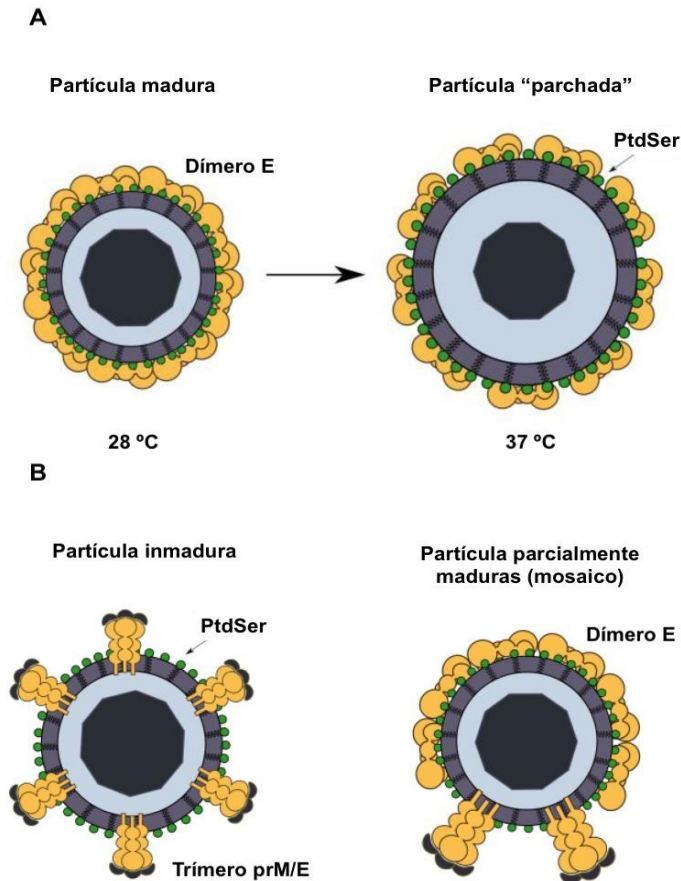 A
Partícula madura
Partícula “parchada”
PtdSer
Dímero E
28 ºC
37 ºC
B
Partícula inmadura
Partícula parcialmente
maduras (mosaico)
PtdSer
Dímero E
Trímero prM/E